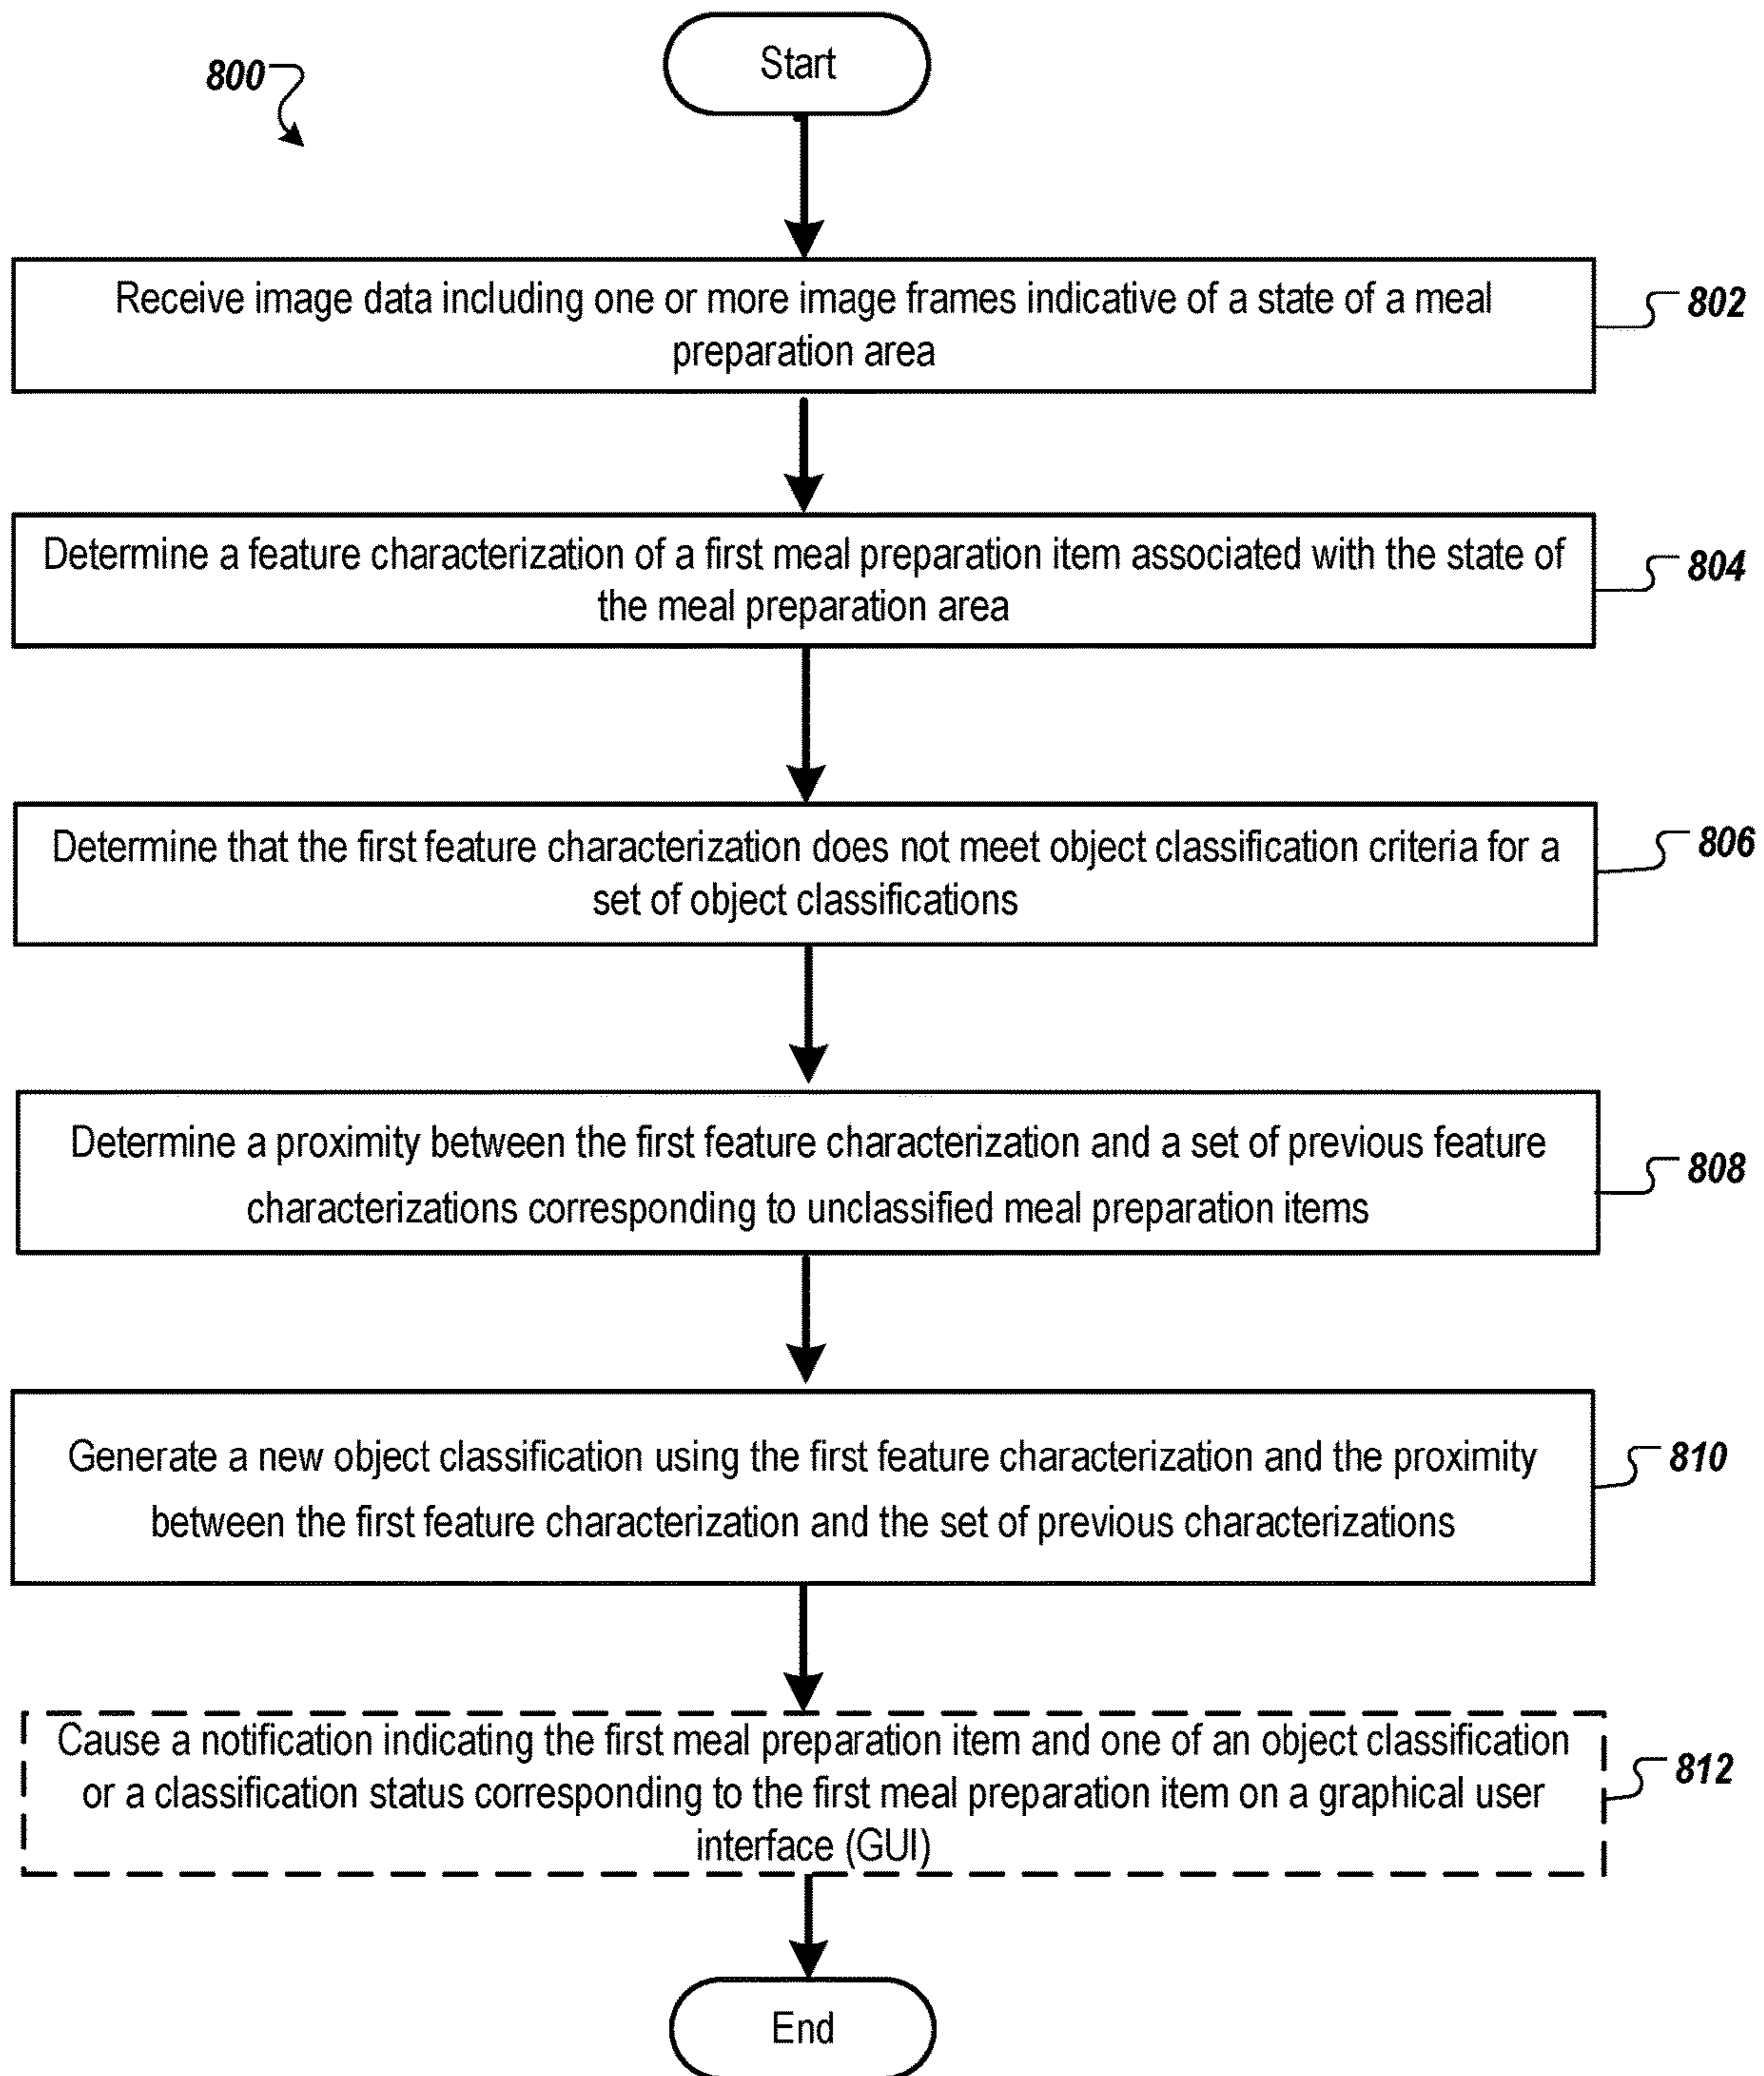 800
Start
Receive image data including one or more image frames indicative of a state of a meal
preparation area
802
Determine a feature characterization of a first meal preparation item associated with the state of
the meal preparation area
804
Determine that the first feature characterization does not meet object classification criteria for a
set of object classifications
806
Determine a proximity between the first feature characterization and a set of previous feature
characterizations corresponding to unclassified meal preparation items
808
Generate a new object classification using the first feature characterization and the proximity
between the first feature characterization and the set of previous characterizations
810
Cause a notification indicating the first meal preparation item and one of an object classification
or a classification status corresponding to the first meal preparation item on a graphical user
interface (GUI)
812
End